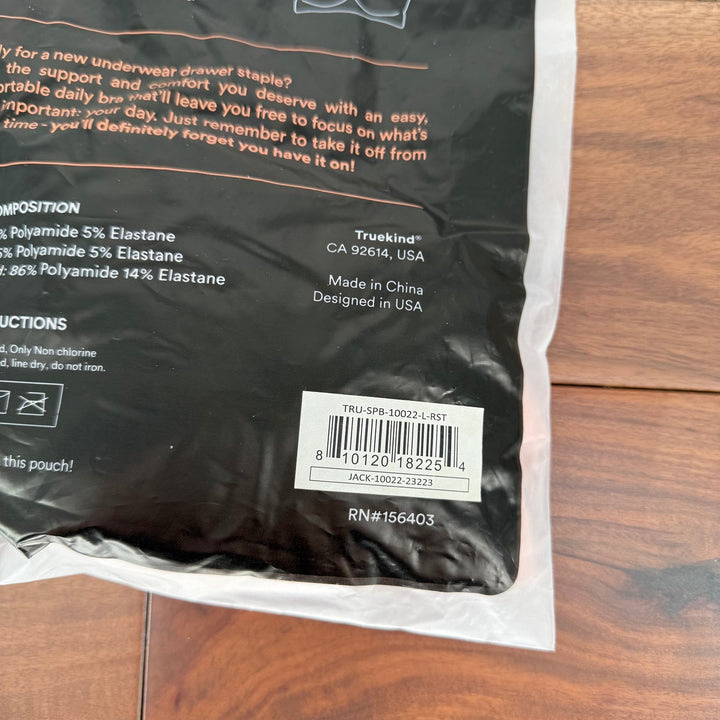 ly for a new underwear drawer staple?
the support and comfort you deserve with an easy,
ortable daily bra that'll leave you free to focus on what's
important: your day. Just remember to take it off from
time - you'll definitely forget you have it on!
OMPOSITION
% Polyamide 5% Elastane
5% Polyamide 5% Elastane
d: 86% Polyamide 14% Elastane
Truekind®
CA 92614, USA
Made in China
Designed in USA
UCTIONS
d, Only Non chlorine
ed, line dry, do not iron.
this pouch!
TRU-SPB-10022-L-RST
8 10120 18225 4
JACK-10022-23223
RN#156403